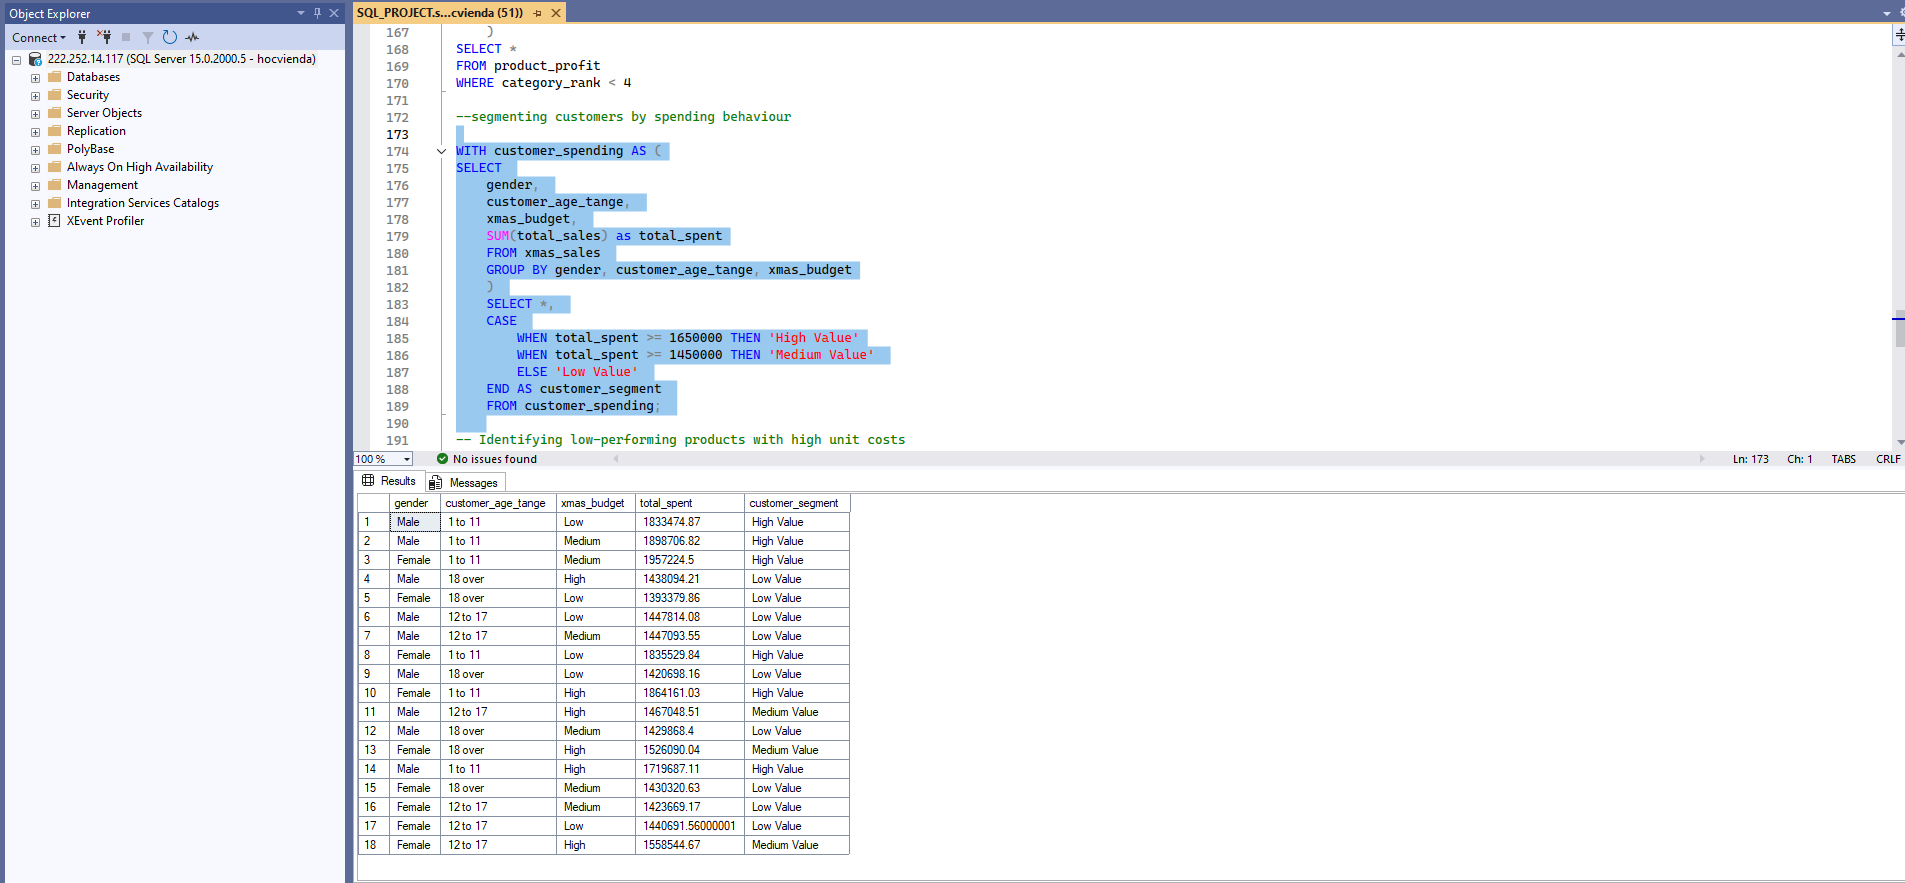 Object Explorer
Connect
222.252.14.117 (SQL Server 15.0.2000.5 - hocvienda)
Databases
Security
Server Objects
Replication
PolyBase
Always On High Availability
Management
Integration Services Catalogs
XEvent Profiler
SQL_PROJECT.s...cvienda (51))
167 )
168 SELECT *
169 FROM product_profit
170 WHERE category_rank < 4
171
172 --segmenting customers by spending behaviour
173
174 WITH customer_spending AS (
175 SELECT
176 gender,
177 customer_age_tange,
178 xmas_budget,
179 SUM(total_sales) as total_spent
180 FROM xmas_sales
181 GROUP BY gender, customer_age_tange, xmas_budget
182 )
183 SELECT *,
184 CASE
185 WHEN total_spent >= 1650000 THEN 'High Value'
186 WHEN total_spent >= 1450000 THEN 'Medium Value'
187 ELSE 'Low Value'
188 END AS customer_segment
189 FROM customer_spending;
190
191 -- Identifying low-performing products with high unit costs
100 % No issues found Ln: 173 Ch: 1 TABS CRLF
Results Messages
gender customer_age_tange xmas_budget total_spent customer_segment
1 Male 1 to 11 Low 1833474.87 High Value
2 Male 1 to 11 Medium 1898706.82 High Value
3 Female 1 to 11 Medium 1957224.5 High Value
4 Male 18 over High 1438094.21 Low Value
5 Female 18 over Low 1393379.86 Low Value
6 Male 12 to 17 Low 1447814.08 Low Value
7 Male 12 to 17 Medium 1447093.55 Low Value
8 Female 1 to 11 Low 1835529.84 High Value
9 Male 18 over Low 1420698.16 Low Value
10 Female 1 to 11 High 1864161.03 High Value
11 Male 12 to 17 High 1467048.51 Medium Value
12 Male 18 over Medium 1429868.4 Low Value
13 Female 18 over High 1526090.04 Medium Value
14 Male 1 to 11 High 1719687.11 High Value
15 Female 18 over Medium 1430320.63 Low Value
16 Female 12 to 17 Medium 1423669.17 Low Value
17 Female 12 to 17 Low 1440691.56000001 Low Value
18 Female 12 to 17 High 1558544.67 Medium Value